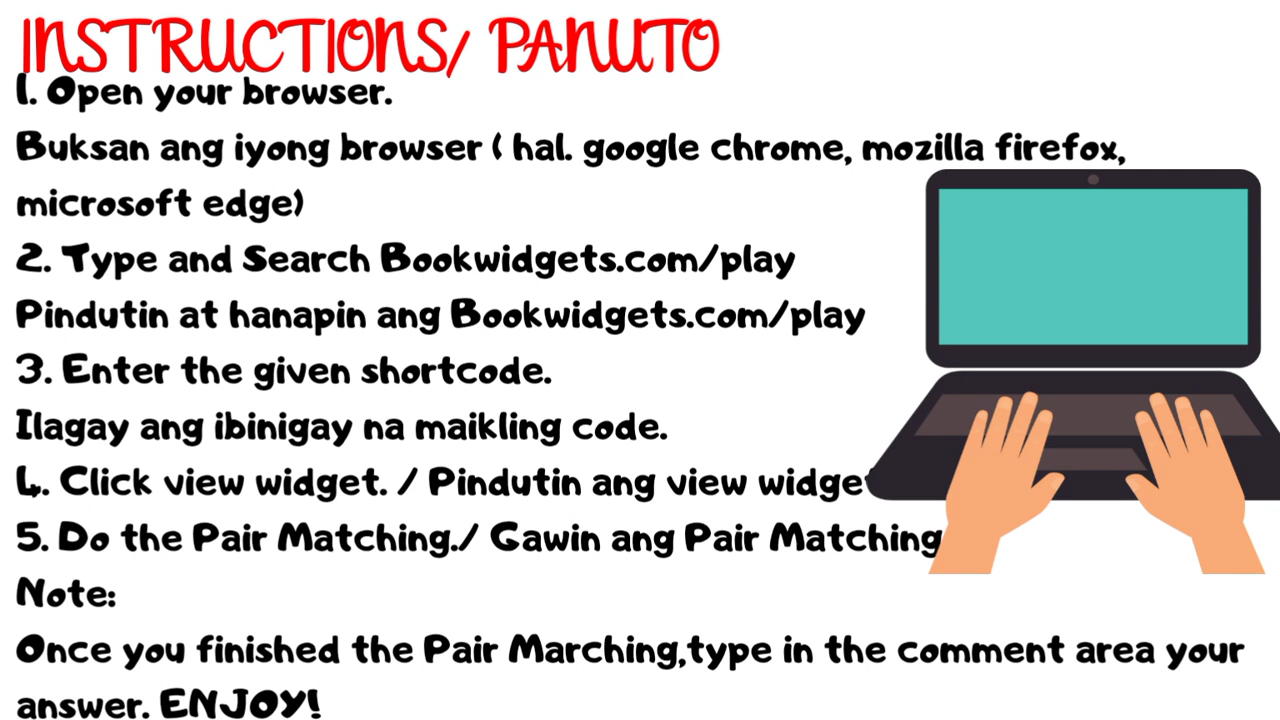 INSTRUCTIONS/ PANUTO
1. Open your browser.
Buksan ang iyong browser ( hal. google chrome, mozilla firefox,
microsoft edge)
2. Type and Search Bookwidgets.com/play
Pindutin at hanapin ang Bookwidgets.com/play
3. Enter the given shortcode.
Ilagay ang ibinigay na maikling code.
4. Click view widget. / Pindutin ang view widget
5. Do the Pair Matching./ Gawin ang Pair Matching
Note:
Once you finished the Pair Marching,type in the comment area your
answer. ENJOY!